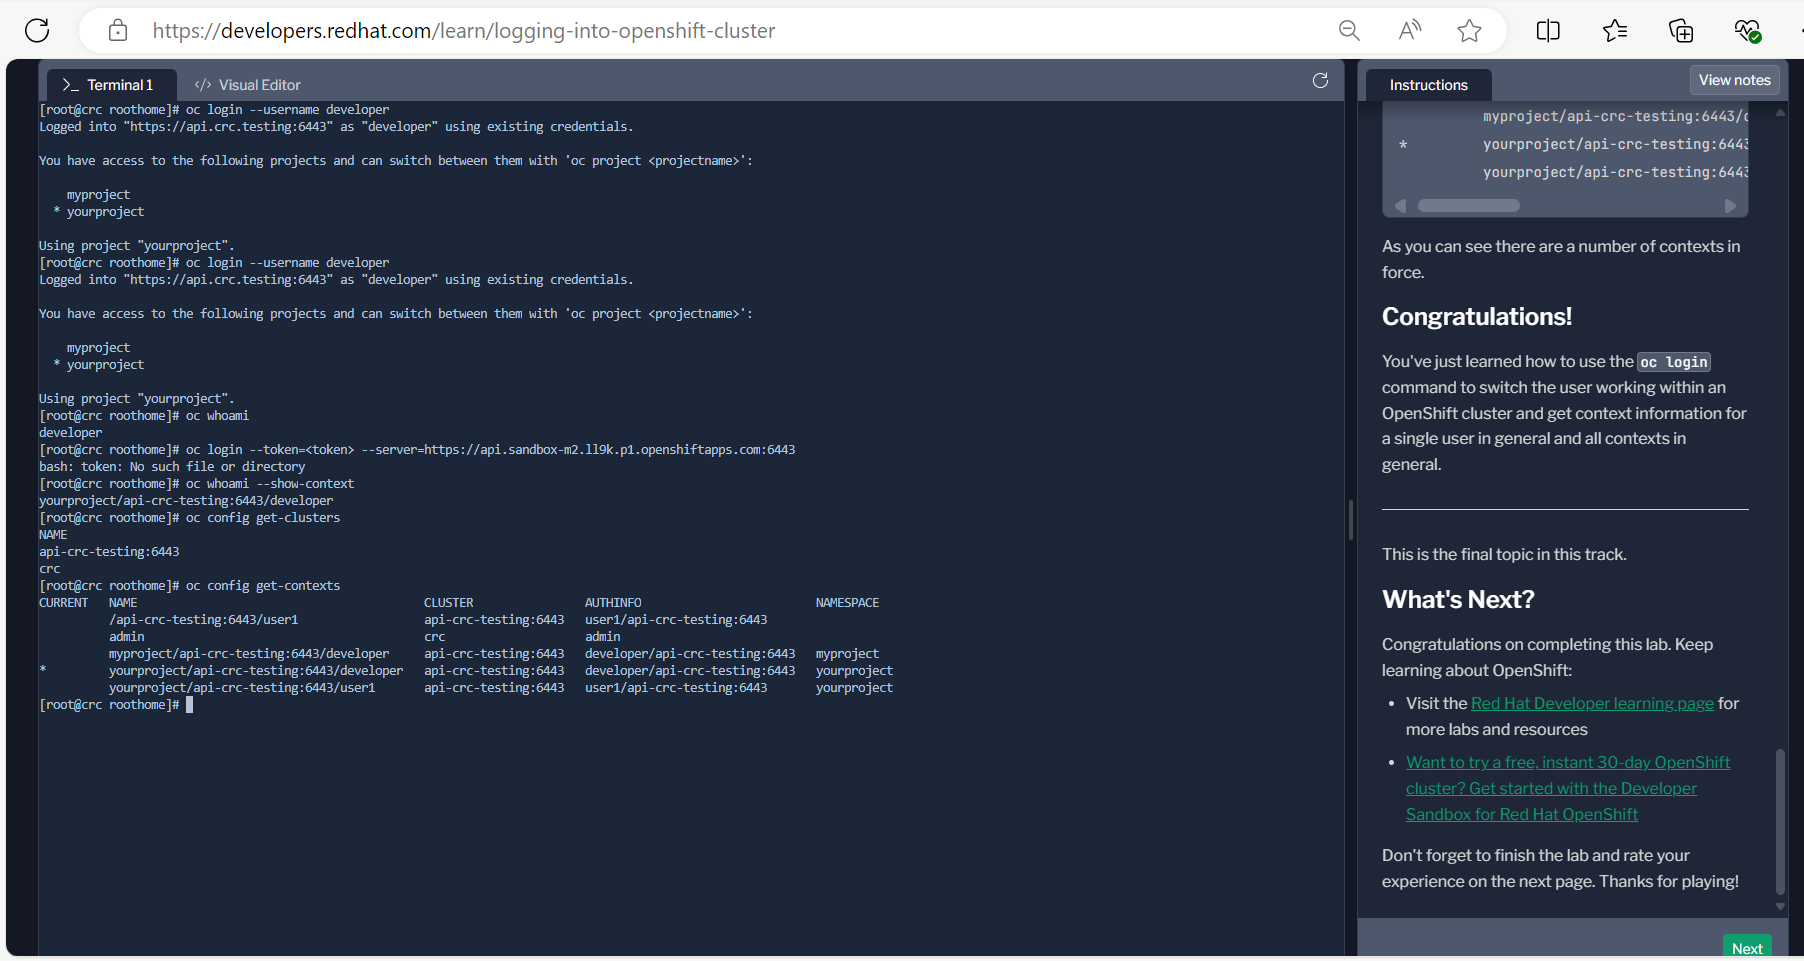 https://developers.redhat.com/learn/logging-into-openshift-cluster
>_ Terminal 1
</> Visual Editor
[root@crc roothome]# oc login --username developer
Logged into "https://api.crc.testing:6443" as "developer" using existing credentials.
You have access to the following projects and can switch between them with 'oc project <projectname>':
myproject
* yourproject
Using project "yourproject".
[root@crc roothome]# oc login --username developer
Logged into "https://api.crc.testing:6443" as "developer" using existing credentials.
You have access to the following projects and can switch between them with 'oc project <projectname>':
myproject
* yourproject
Using project "yourproject".
[root@crc roothome]# oc whoami
developer
[root@crc roothome]# oc login --token=<token> --server=https://api.sandbox-m2.ll9k.p1.openshiftapps.com:6443
bash: token: No such file or directory
[root@crc roothome]# oc whoami --show-context
yourproject/api-crc-testing:6443/developer
[root@crc roothome]# oc config get-clusters
NAME
api-crc-testing:6443
crc
[root@crc roothome]# oc config get-contexts
CURRENT NAME CLUSTER AUTHINFO NAMESPACE
/api-crc-testing:6443/user1 api-crc-testing:6443 user1/api-crc-testing:6443
admin crc admin
myproject/api-crc-testing:6443/developer api-crc-testing:6443 developer/api-crc-testing:6443 myproject
* yourproject/api-crc-testing:6443/developer api-crc-testing:6443 developer/api-crc-testing:6443 yourproject
yourproject/api-crc-testing:6443/user1 api-crc-testing:6443 user1/api-crc-testing:6443 yourproject
[root@crc roothome]#
Instructions
View notes
myproject/api-crc-testing:6443/
* yourproject/api-crc-testing:6443
yourproject/api-crc-testing:6443
As you can see there are a number of contexts in
force.
Congratulations!
You've just learned how to use the oc login
command to switch the user working within an
OpenShift cluster and get context information for
a single user in general and all contexts in
general.
This is the final topic in this track.
What's Next?
Congratulations on completing this lab. Keep
learning about OpenShift:
• Visit the Red Hat Developer learning page for
more labs and resources
• Want to try a free, instant 30-day OpenShift
cluster? Get started with the Developer
Sandbox for Red Hat OpenShift
Don't forget to finish the lab and rate your
experience on the next page. Thanks for playing!
Next